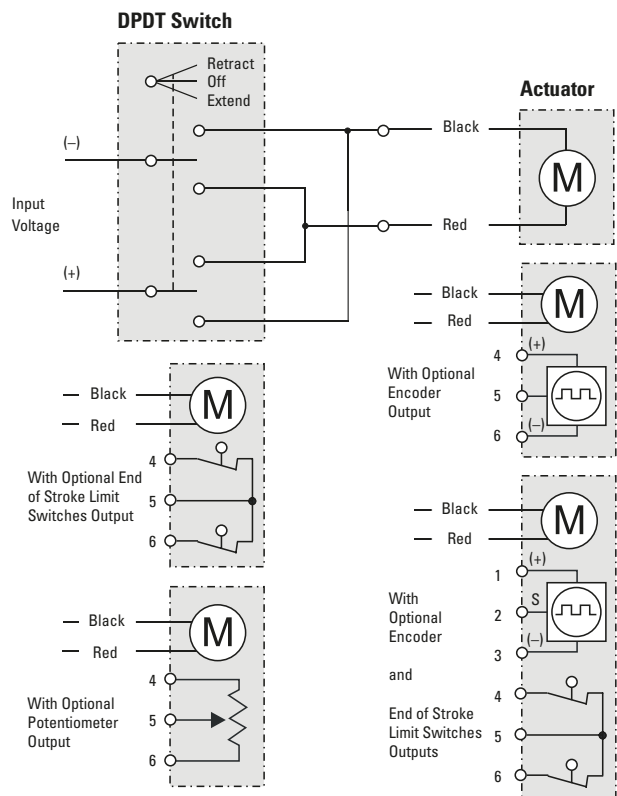 DPDT Switch
Retract
Off
Extend
(–)
Input
Voltage
(+)
Actuator
Black
Red
M
Black
Red
M
With Optional
Encoder
Output
4
(+)
5
6
(–)
Black
Red
M
With Optional End
of Stroke Limit
Switches Output
4
5
6
Black
Red
M
With
Optional
Encoder
and
End of Stroke
Limit Switches
Outputs
1
(+)
2
S
3
(–)
4
5
6
Black
Red
M
With Optional
Potentiometer
Output
4
5
6